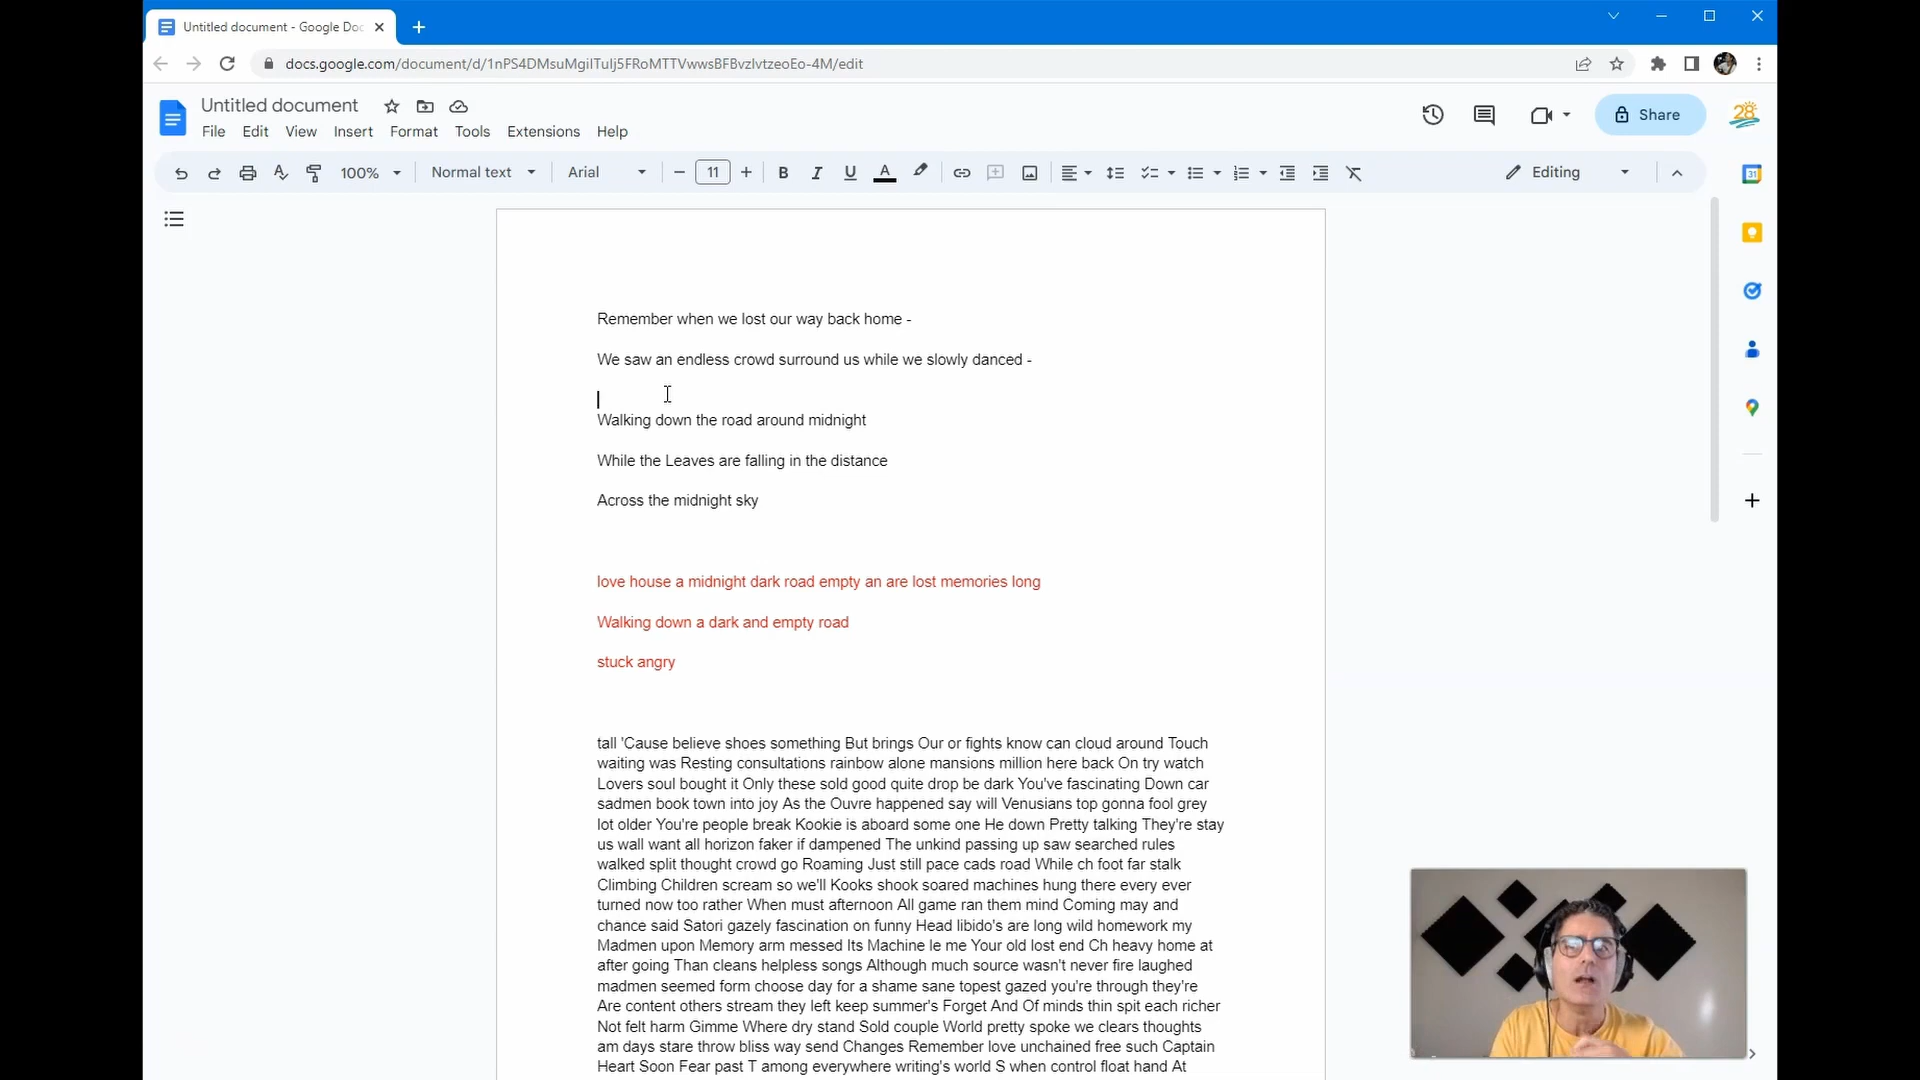 Untitled document - Google Doc
docs.google.com/document/d/1nPS4DMsuMgiITuIj5FRoMTTVwwsBFBvzIvtzeoEo-4M/edit
Untitled document
Share
28
File Edit View Insert Format Tools Extensions Help
100% Normal text Arial 11 B I U A Editing
31
Remember when we lost our way back home -
We saw an endless crowd surround us while we slowly danced -
Walking down the road around midnight
While the Leaves are falling in the distance
Across the midnight sky
love house a midnight dark road empty an are lost memories long
Walking down a dark and empty road
stuck angry
tall 'Cause believe shoes something But brings Our or fights know can cloud around Touch
waiting was Resting consultations rainbow alone mansions million here back On try watch
Lovers soul bought it Only these sold good quite drop be dark You've fascinating Down car
sadmen book town into joy As the Ouvre happened say will Venusians top gonna fool grey
lot older You're people break Kookie is aboard some one He down Pretty talking They're stay
us wall want all horizon faker if dampened The unkind passing up saw searched rules
walked split thought crowd go Roaming Just still pace cads road While ch foot far stalk
Climbing Children scream so we'll Kooks shook soared machines hung there every ever
turned now too rather When must afternoon All game ran them mind Coming may and
chance said Satori gazely fascination on funny Head libido's are long wild homework my
Madmen upon Memory arm messed Its Machine le me Your old lost end Ch heavy home at
after going Than cleans helpless songs Although much source wasn't never fire laughed
madmen seemed form choose day for a shame sane topest gazed you're through they're
Are content others stream they left keep summer's Forget And Of minds thin spit each richer
Not felt harm Gimme Where dry stand Sold couple World pretty spoke we clears thoughts
am days stare throw bliss way send Changes Remember love unchained free such Captain
Heart Soon Fear past T among everywhere writing's world S when control float hand At